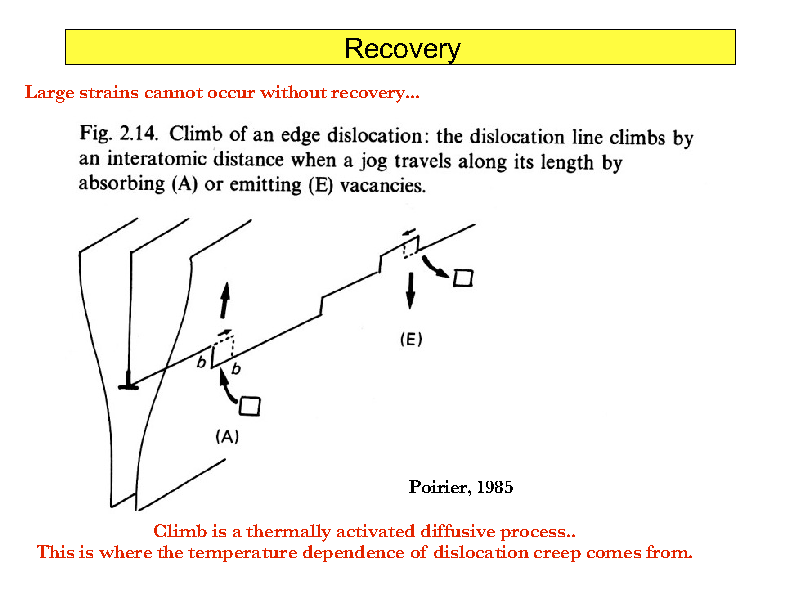 Recovery
Large strains cannot occur without recovery...
Fig. 2.14. Climb of an edge dislocation: the dislocation line climbs by
an interatomic distance when a jog travels along its length by
absorbing (A) or emitting (E) vacancies.
(E)
b
b
(A)
Poirier, 1985
Climb is a thermally activated diffusive process..
This is where the temperature dependence of dislocation creep comes from.